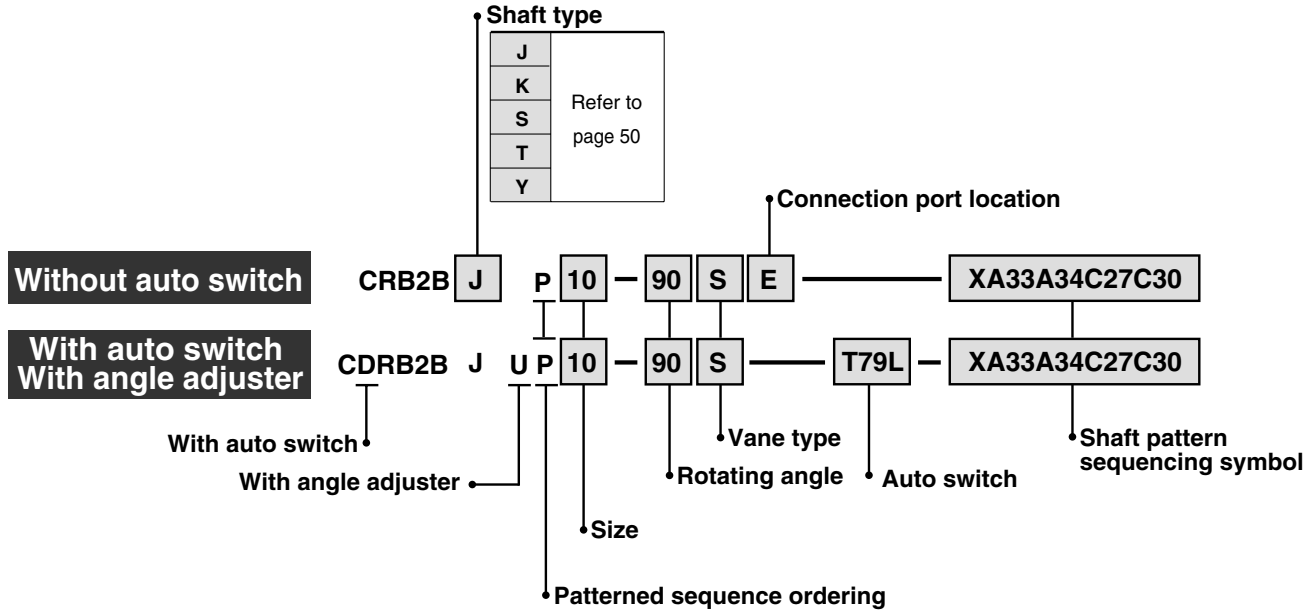 Shaft type
J
K
S
T
Y
Refer to
page 50
Connection port location
Without auto switch
CRB2B J P 10 — 90 S E — XA33A34C27C30
With auto switch
With angle adjuster
CDRB2B J U P 10 — 90 S — T79L — XA33A34C27C30
With auto switch
With angle adjuster
Vane type
Rotating angle
Auto switch
Shaft pattern
sequencing symbol
Size
Patterned sequence ordering